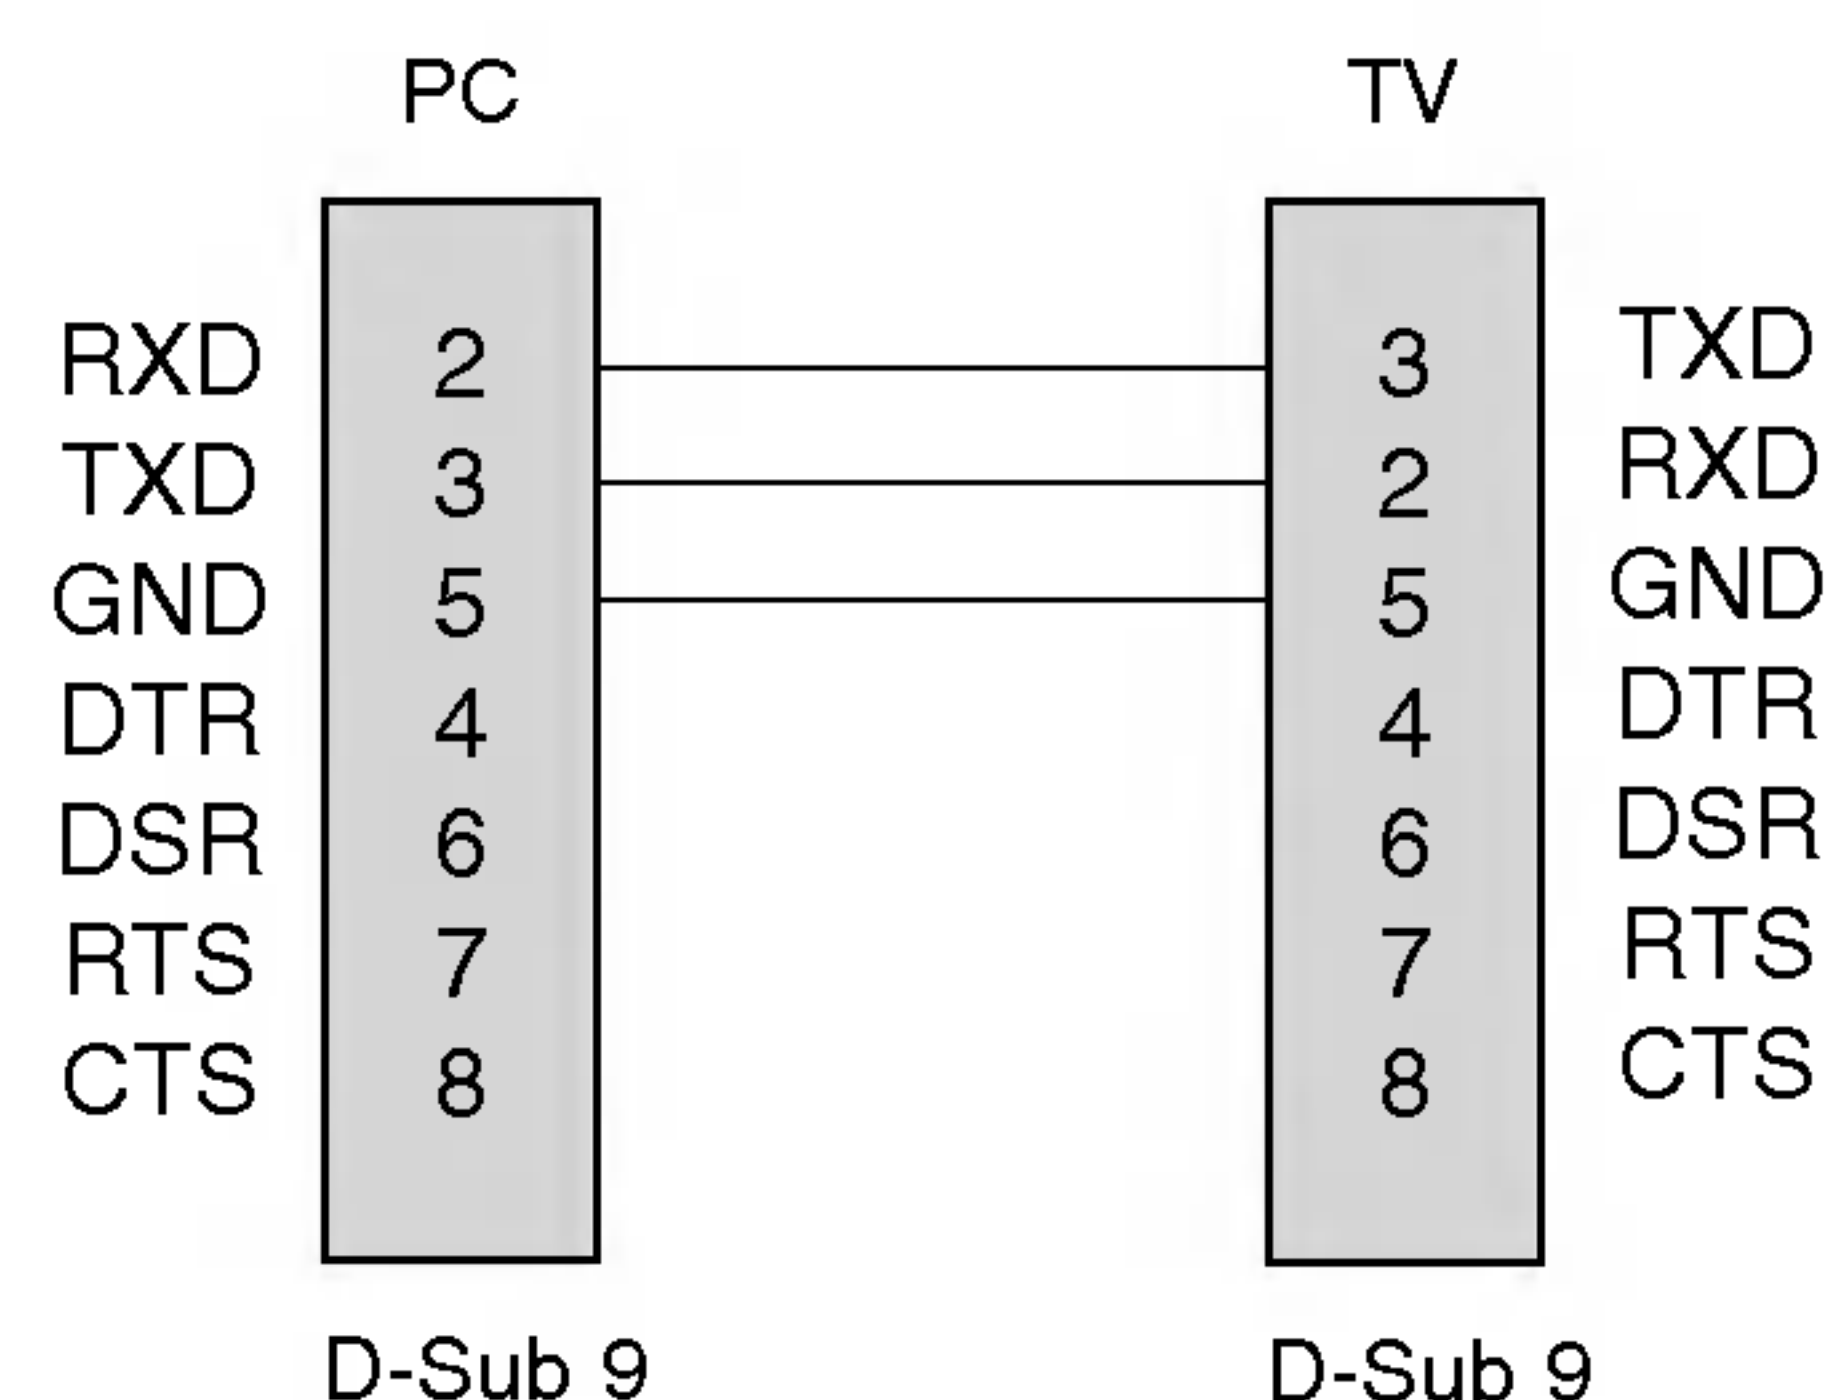 PC TV
RXD 2 3 TXD
TXD 3 2 RXD
GND 5 5 GND
DTR 4 4 DTR
DSR 6 6 DSR
RTS 7 7 RTS
CTS 8 8 CTS
D-Sub 9 D-Sub 9